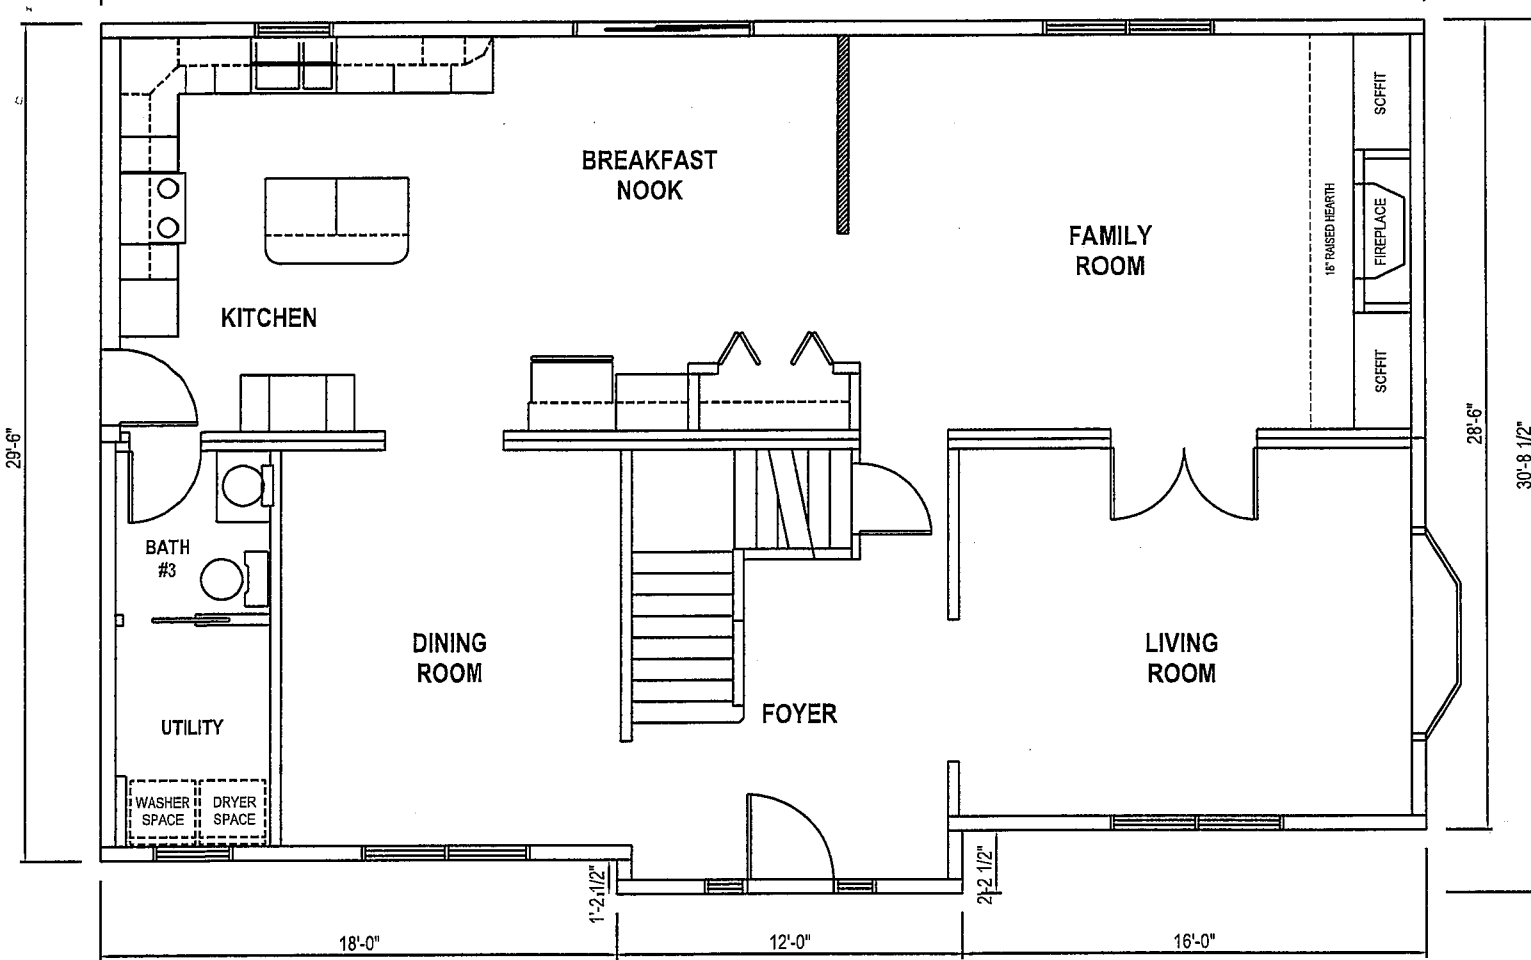 BREAKFAST
NOOK
SCFFIT
FAMILY
ROOM
18" RAISED HEARTH
FIREPLACE
KITCHEN
SCFFIT
29'-6"
28'-6"
30'-8 1/2"
BATH
#3
DINING
ROOM
LIVING
ROOM
UTILITY
FOYER
WASHER
SPACE
DRYER
SPACE
1'-2 1/2"
2'-2 1/2"
18'-0"
12'-0"
16'-0"